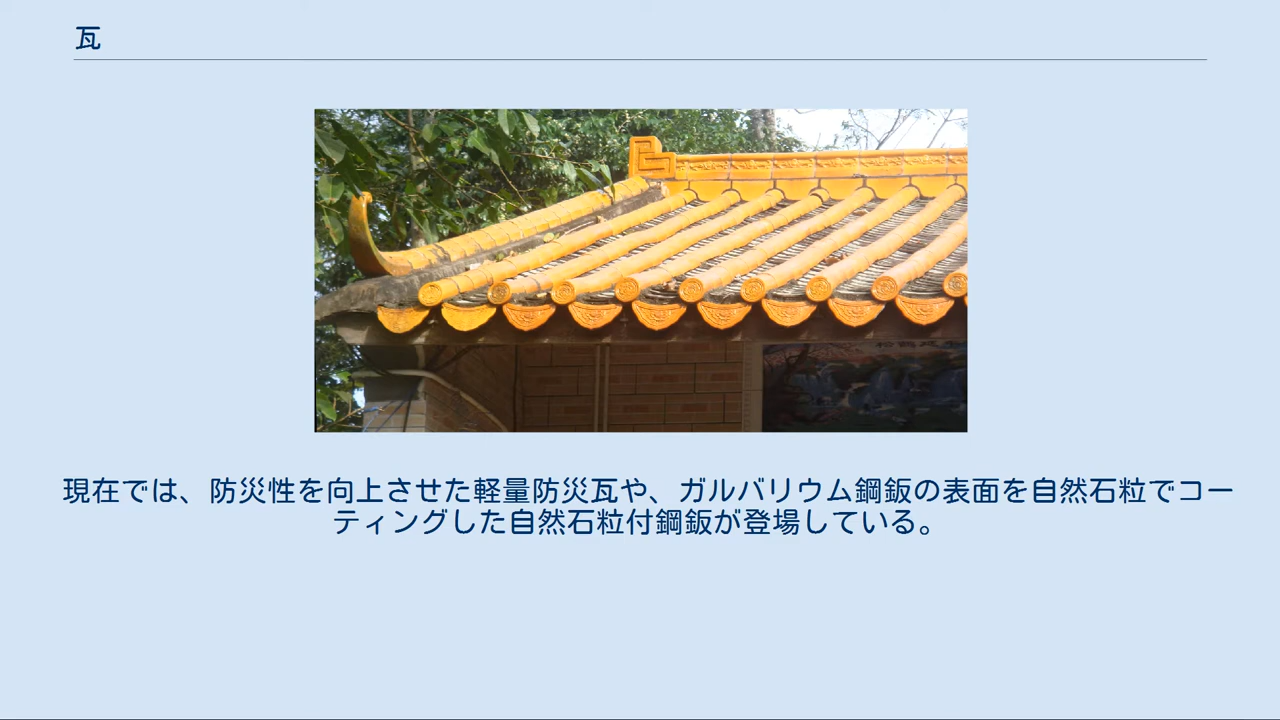 瓦
現在では、防災性を向上させた軽量防災瓦や、ガルバリウム鋼鈑の表面を自然石粒でコー
ティングした自然石粒付鋼鈑が登場している。